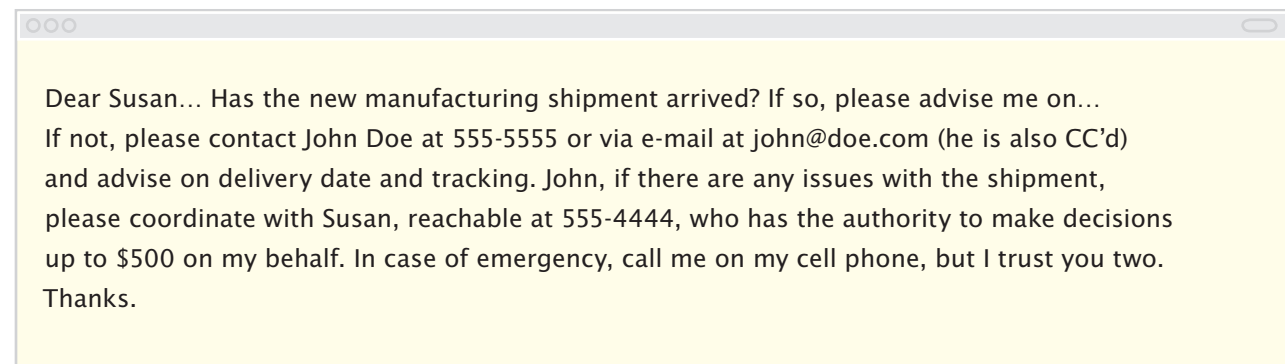 Dear Susan… Has the new manufacturing shipment arrived? If so, please advise me on…
If not, please contact John Doe at 555-5555 or via e-mail at john@doe.com (he is also CC’d)
and advise on delivery date and tracking. John, if there are any issues with the shipment,
please coordinate with Susan, reachable at 555-4444, who has the authority to make decisions
up to $500 on my behalf. In case of emergency, call me on my cell phone, but I trust you two.
Thanks.